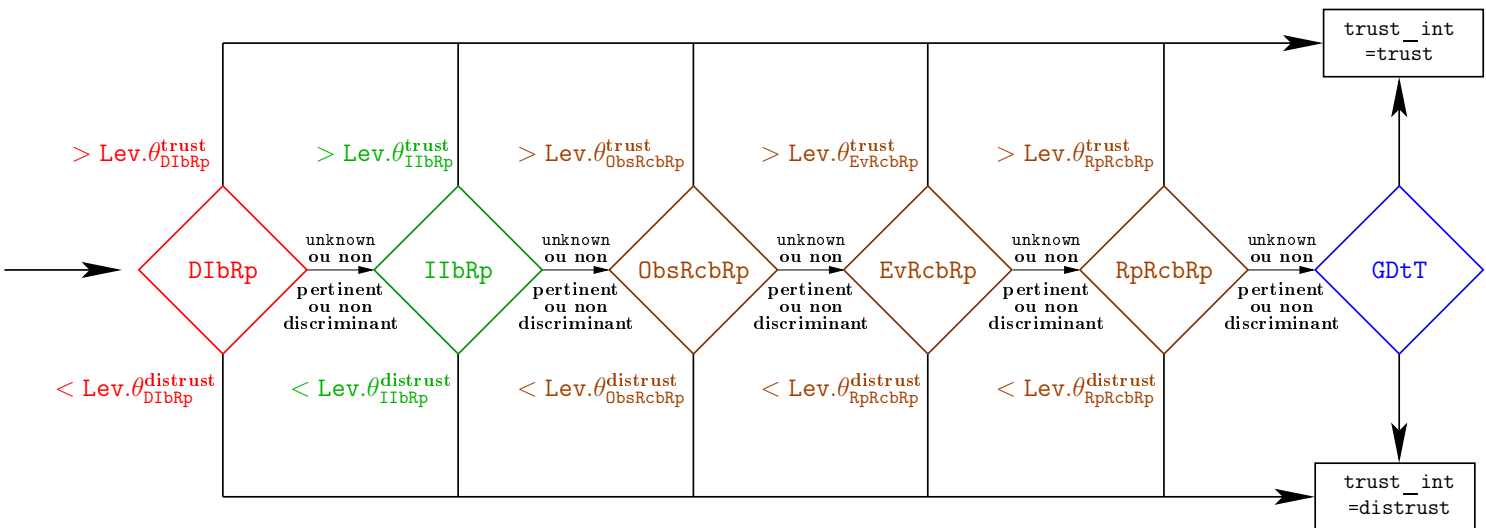 trust_int
=trust
> Lev.θ^trust_DIbRp
> Lev.θ^trust_IIbRp
> Lev.θ^trust_ObsRcbRp
> Lev.θ^trust_EvRcbRp
> Lev.θ^trust_RpRcbRp
DIbRp
unknown
ou non
pertinent
ou non
discriminant
IIbRp
unknown
ou non
pertinent
ou non
discriminant
ObsRcbRp
unknown
ou non
pertinent
ou non
discriminant
EvRcbRp
unknown
ou non
pertinent
ou non
discriminant
RpRcbRp
unknown
ou non
pertinent
ou non
discriminant
GDtT
< Lev.θ^distrust_DIbRp
< Lev.θ^distrust_IIbRp
< Lev.θ^distrust_ObsRcbRp
< Lev.θ^distrust_RpRcbRp
< Lev.θ^distrust_RpRcbRp
trust_int
=distrust